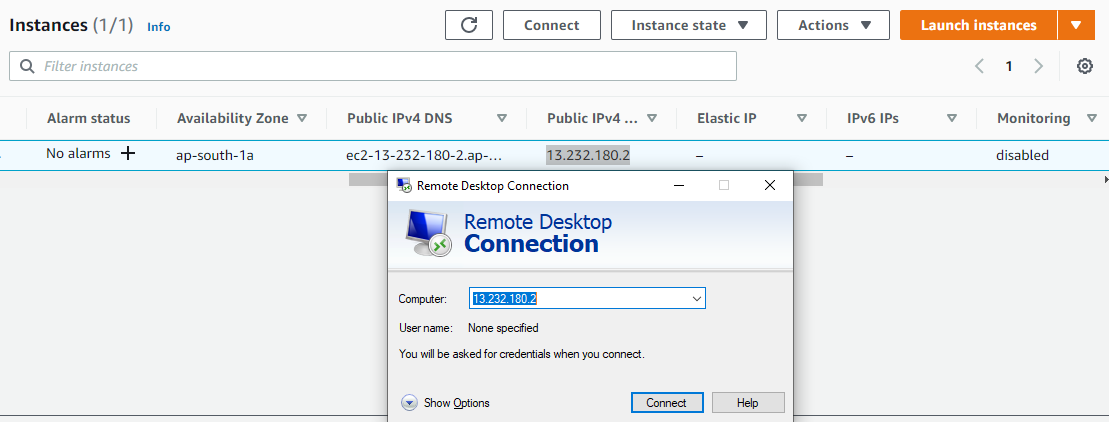 Instances (1/1) Info Connect Instance state Actions Launch instances
Filter instances 1
Alarm status Availability Zone Public IPv4 DNS Public IPv4 ... Elastic IP IPv6 IPs Monitoring
No alarms + ap-south-1a ec2-13-232-180-2.ap-... 13.232.180.2 – – disabled
Remote Desktop Connection
Remote Desktop
Connection
Computer: 13.232.180.2
User name: None specified
You will be asked for credentials when you connect.
Show Options Connect Help